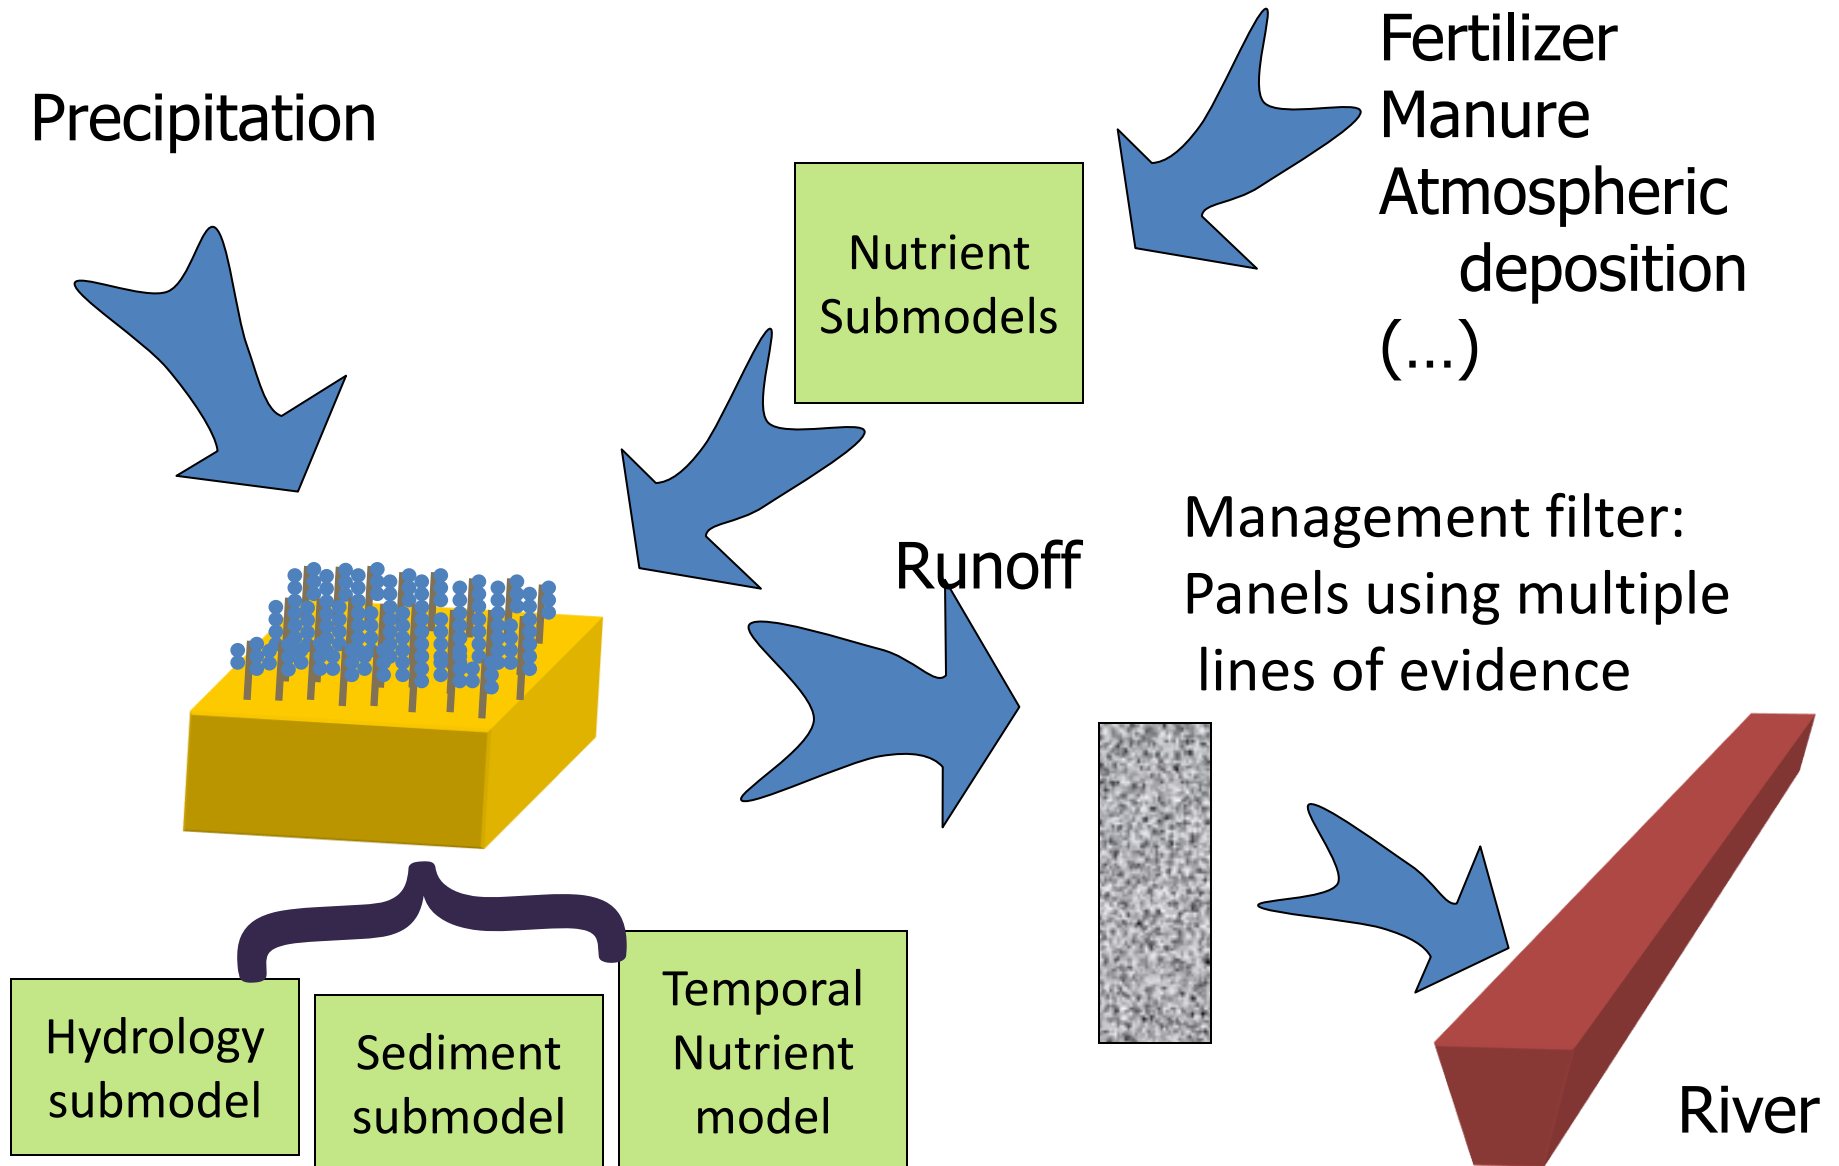 Precipitation
Fertilizer
Manure
Atmospheric
deposition
(...)
Nutrient
Submodels
Runoff
Management filter:
Panels using multiple
lines of evidence
Hydrology
submodel
Sediment
submodel
Temporal
Nutrient
model
River